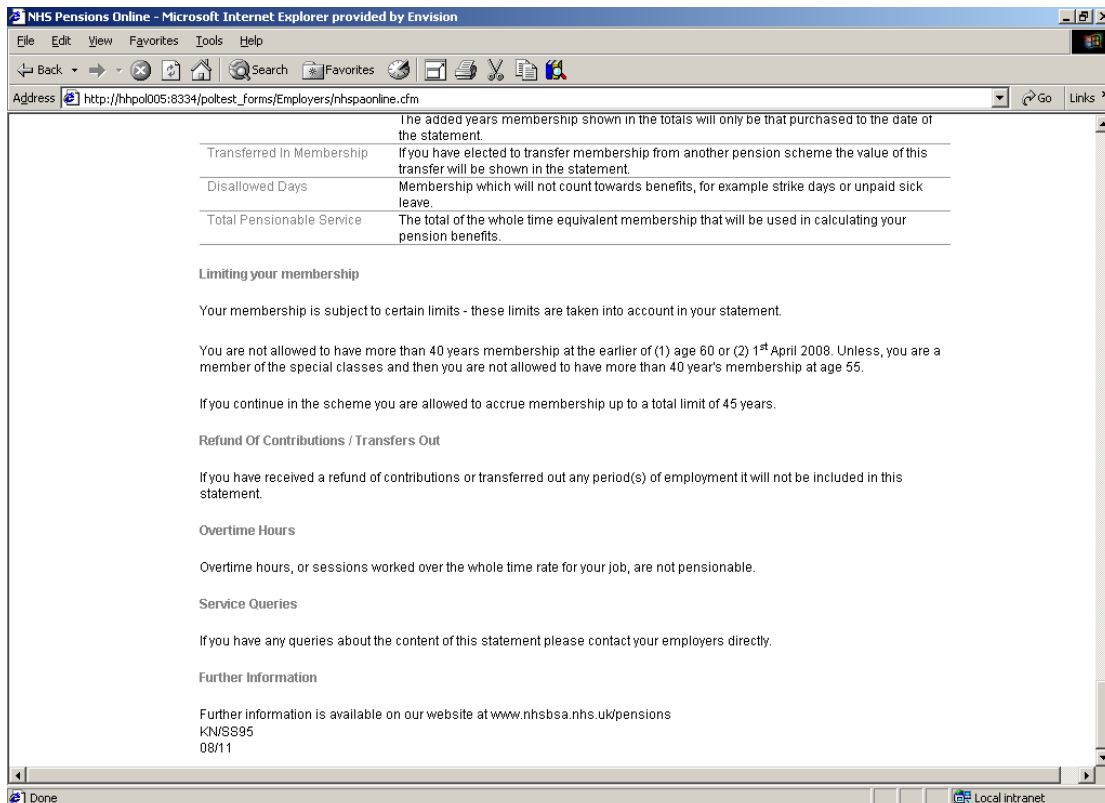 NHS Pensions Online - Microsoft Internet Explorer provided by Envision
File Edit View Favorites Tools Help
Back Search Favorites
Address http://hhpol005:8334/poltest_forms/Employers/nhspaonline.cfm Go Links
The added years membership shown in the totals will only be that purchased to the date of
the statement.
Transferred In Membership If you have elected to transfer membership from another pension scheme the value of this
transfer will be shown in the statement.
Disallowed Days Membership which will not count towards benefits, for example strike days or unpaid sick
leave.
Total Pensionable Service The total of the whole time equivalent membership that will be used in calculating your
pension benefits.
Limiting your membership
Your membership is subject to certain limits - these limits are taken into account in your statement.
You are not allowed to have more than 40 years membership at the earlier of (1) age 60 or (2) 1st April 2008. Unless, you are a
member of the special classes and then you are not allowed to have more than 40 year's membership at age 55.
If you continue in the scheme you are allowed to accrue membership up to a total limit of 45 years.
Refund Of Contributions / Transfers Out
If you have received a refund of contributions or transferred out any period(s) of employment it will not be included in this
statement.
Overtime Hours
Overtime hours, or sessions worked over the whole time rate for your job, are not pensionable.
Service Queries
If you have any queries about the content of this statement please contact your employers directly.
Further Information
Further information is available on our website at www.nhsbsa.nhs.uk/pensions
KN/SS95
08/11
Done Local intranet